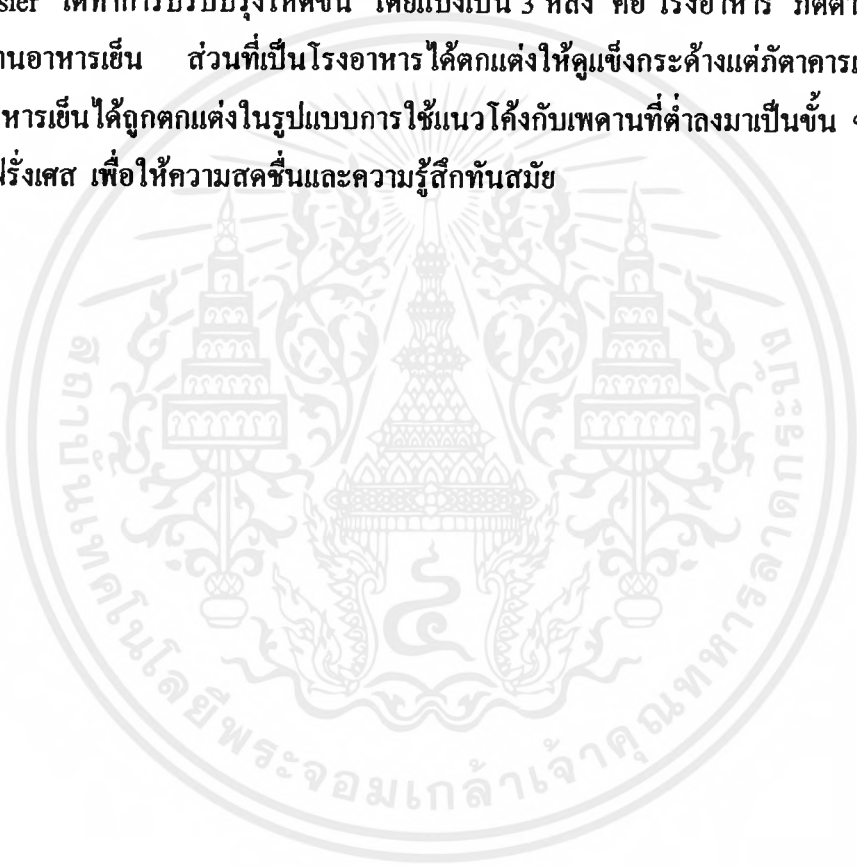 sier ได้ทำการปรับปรุงให้ดีขึ้น โดยแบ่งเป็น 3 หลัง คือ โรงอาหาร ภัตตา
านอาหารเย็น ส่วนที่เป็นโรงอาหารได้ตกแต่งให้ดูแข็งกระด้างแต่ภัตาคารแ
หารเย็นได้ถูกตกแต่งในรูปแบบการใช้แนวโค้งกับเพดานที่ต่ำลงมาเป็นขั้น ๆ
ฝรั่งเศส เพื่อให้ความสดชื่นและความรู้สึกทันสมัย
สถาบันเทคโนโลยีพระจอมเกล้าเจ้าคุณทหารลาดกระบัง